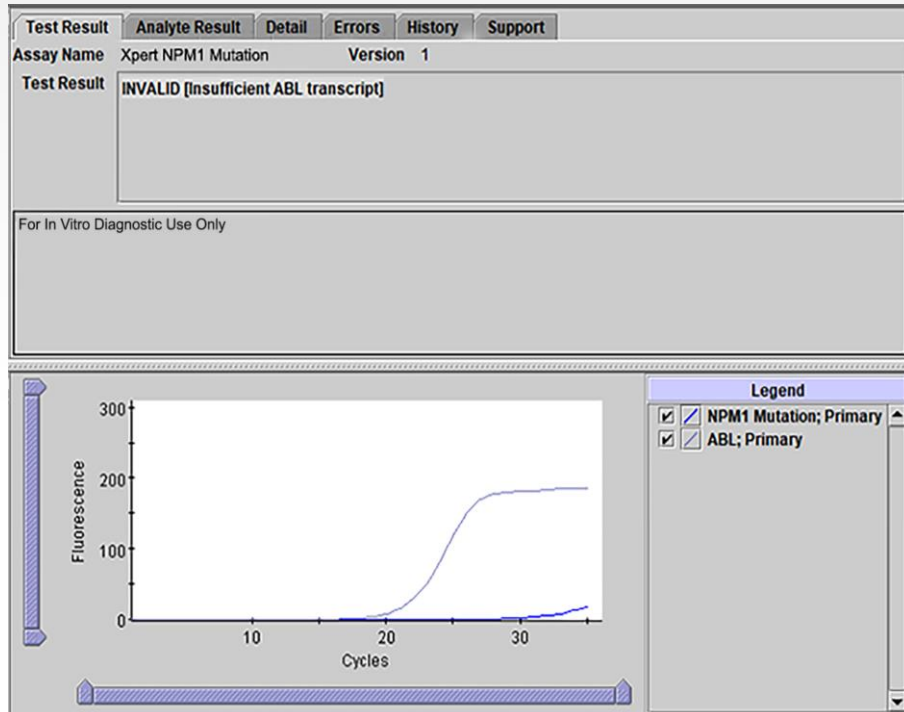 Test Result Analyte Result Detail Errors History Support
Assay Name Xpert NPM1 Mutation Version 1
Test Result INVALID [Insufficient ABL transcript]
For In Vitro Diagnostic Use Only
300
200
100
0
Fluorescence
10 20 30
Cycles
Legend
NPM1 Mutation; Primary
ABL; Primary